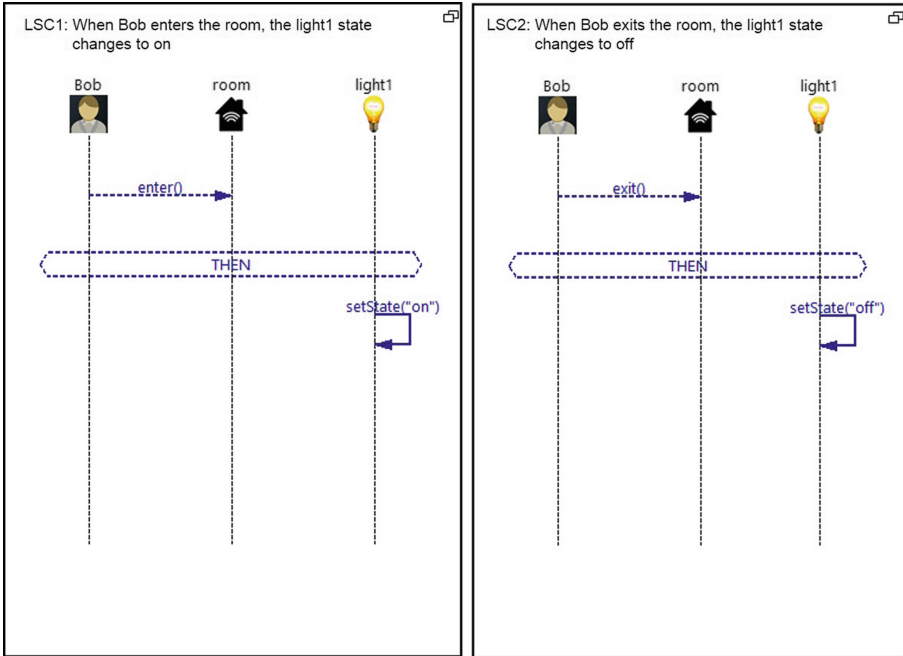 LSC1: When Bob enters the room, the light1 state
changes to on
Bob room light1
enter()
THEN
setState("on")
LSC2: When Bob exits the room, the light1 state
changes to off
Bob room light1
exit()
THEN
setState("off")